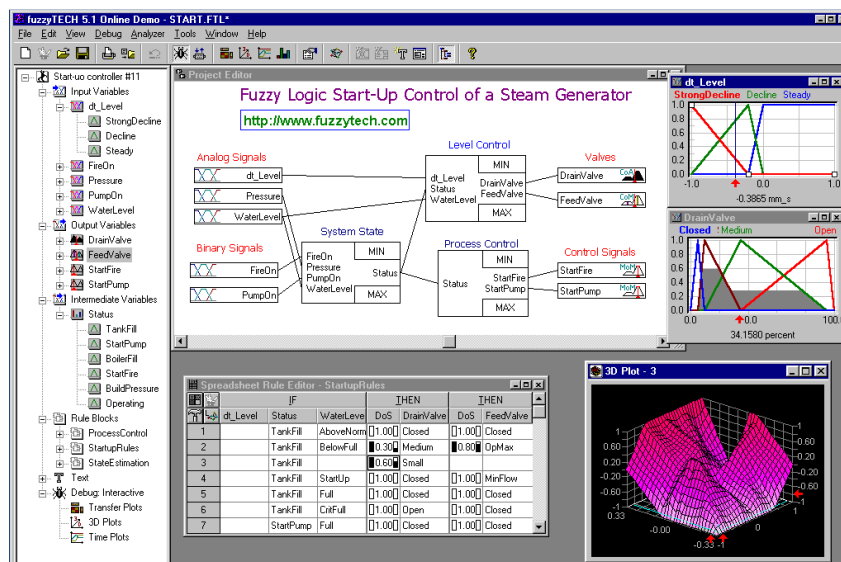 fuzzyTECH 5.1 Online Demo - START.FTL*
File Edit View Debug Analyzer Tools Window Help
Start-uo controller #11
Input Variables
dt_Level
StrongDecline
Decline
Steady
FireOn
Pressure
PumpOn
WaterLevel
Output Variables
DrainValve
FeedValve
StartFire
StartPump
Intermediate Variables
Status
TankFill
StartPump
BoilerFill
StartFire
BuildPressure
Operating
Rule Blocks
ProcessControl
StartupRules
StateEstimation
Text
Debug: Interactive
Transfer Plots
3D Plots
Time Plots
Project Editor
Fuzzy Logic Start-Up Control of a Steam Generator
http://www.fuzzytech.com
Analog Signals
dt_Level
Pressure
WaterLevel
Binary Signals
FireOn
PumpOn
System State
FireOn
Pressure
PumpOn
WaterLevel
MIN
Status
MAX
Level Control
dt_Level
Status
WaterLevel
MIN
DrainValve
FeedValve
MAX
Process Control
Status
MIN
StartFire
StartPump
MAX
Valves
DrainValve CoA
FeedValve CoM
Control Signals
StartFire MoM
StartPump MoM
dt_Level
StrongDecline Decline Steady
1.0
0.8
0.6
0.4
0.2
0.0
-1.0 0.0 1.0
-0.3865 mm_s
DrainValve
Closed Medium Open
1.0
0.8
0.6
0.4
0.2
0.0
0.0 100.
34.1580 percent
Spreadsheet Rule Editor - StartupRules
IF THEN THEN
dt_Level Status WaterLeve DoS DrainValve DoS FeedValve
1 TankFill AboveNorm 1.00 Closed 1.00 Closed
2 TankFill BelowFull 0.30 Medium 0.80 OpMax
3 TankFill 0.60 Small
4 TankFill StartUp 1.00 Closed 1.00 MinFlow
5 TankFill Full 1.00 Closed 1.00 Closed
6 TankFill CritFull 1.00 Open 1.00 Closed
7 StartPump Full 1.00 Closed 1.00 Closed
3D Plot - 3
1
0.60
0.20
-0.20
-0.60
-1
0.33
-0.00
-0.33
-1
0
1
1
0.60
0.20
-0.20
-0.60
-1